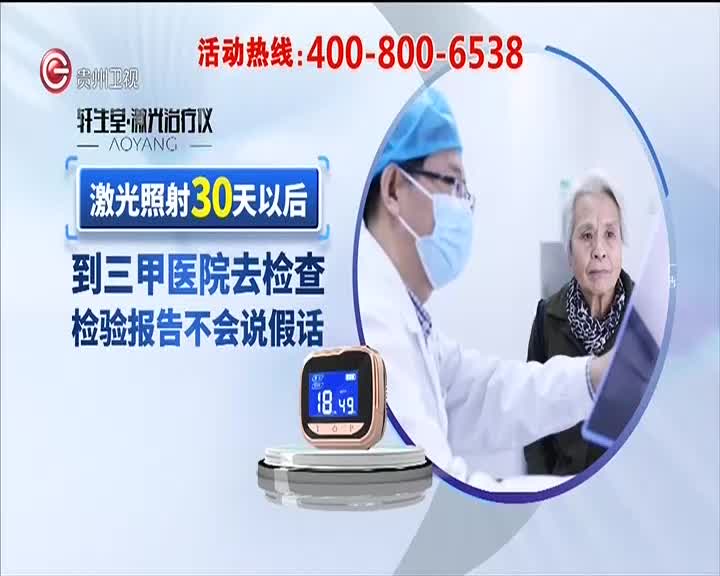 活动热线：400-800-6538
贵州卫视
轩生堂·激光治疗仪
AOYANG
激光照射30天以后
到三甲医院去检查
检验报告不会说假话
18 49